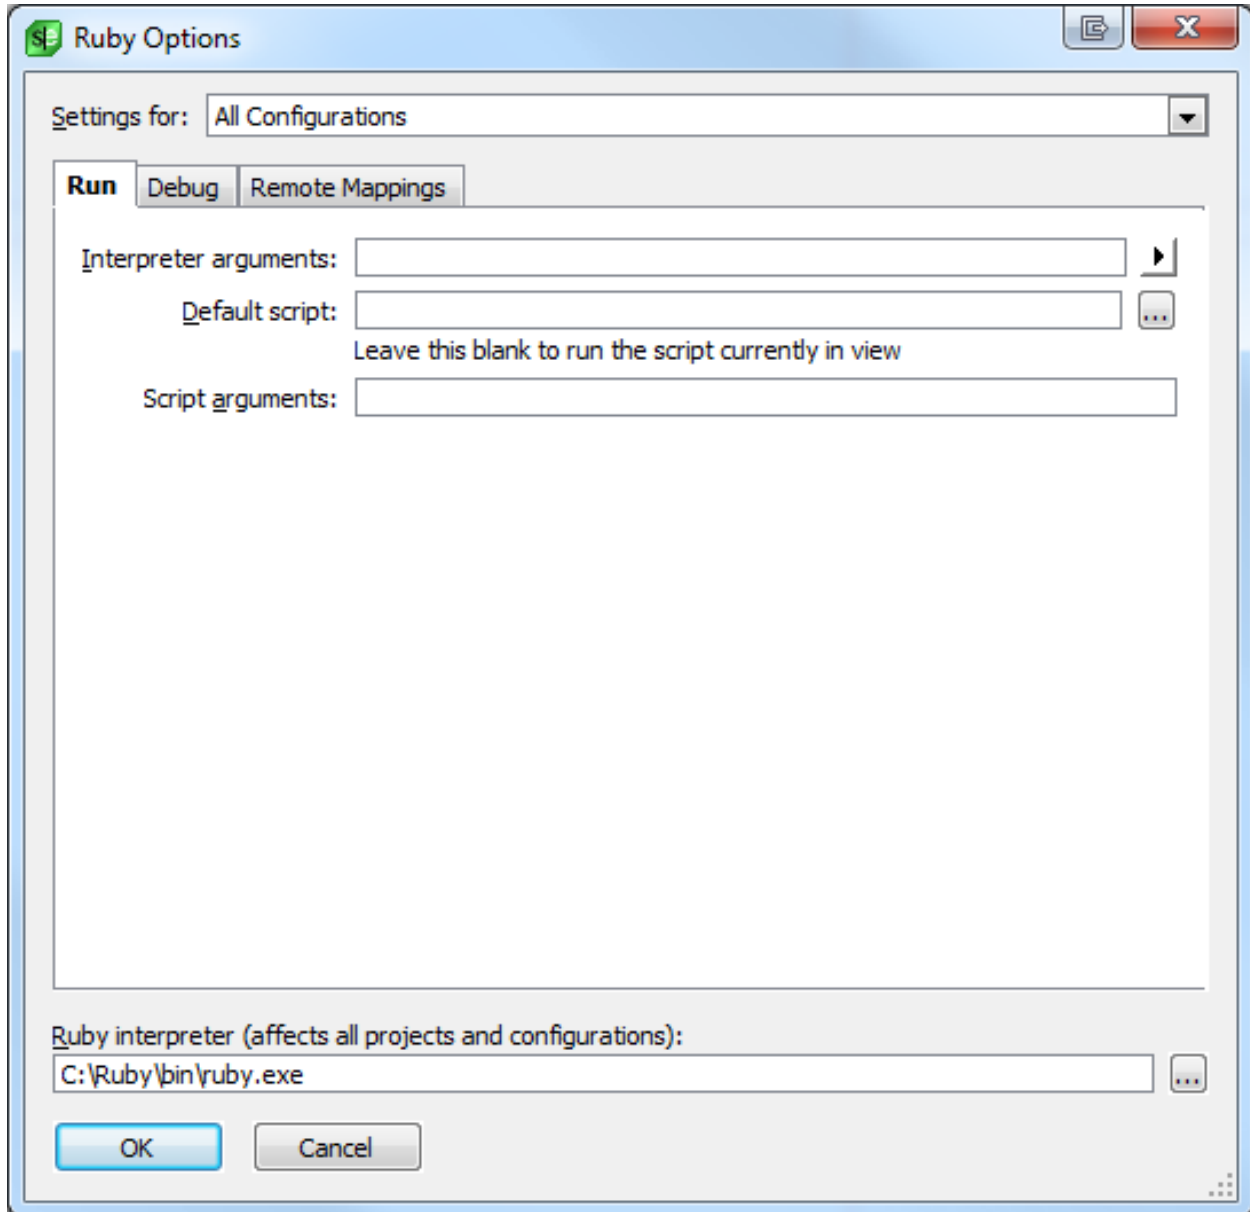 Ruby Options
Settings for: All Configurations
Run Debug Remote Mappings
Interpreter arguments:
Default script: ...
Leave this blank to run the script currently in view
Script arguments:
Ruby interpreter (affects all projects and configurations):
C:\Ruby\bin\ruby.exe ...
OK Cancel